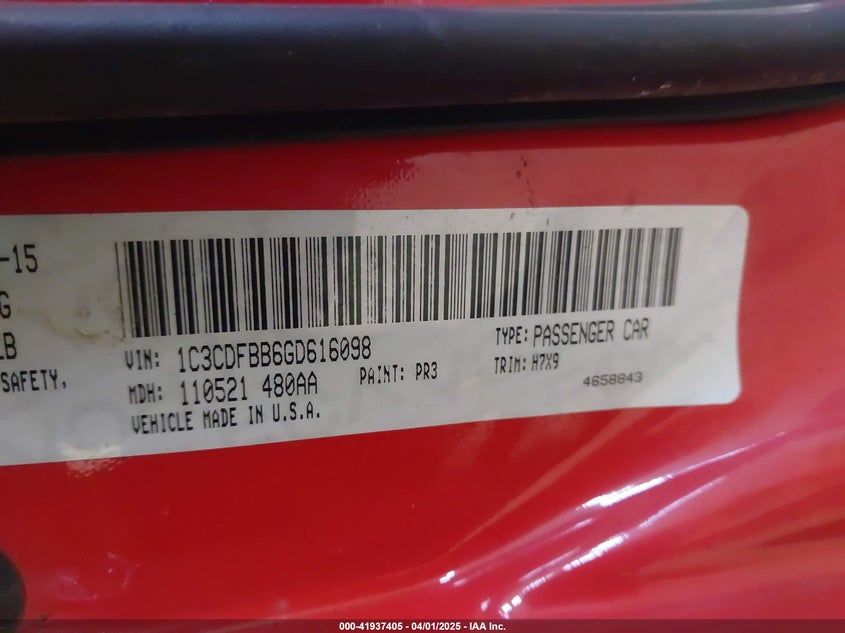 -15
G
LB
SAFETY,
VIN: 1C3CDFBB6GD616098
TYPE: PASSENGER CAR
MDH: 110521 480AA
PAINT: PR3
TRIM: H7X9
VEHICLE MADE IN U.S.A.
4658843
000-41937405 - 04/01/2025 - IAA Inc.